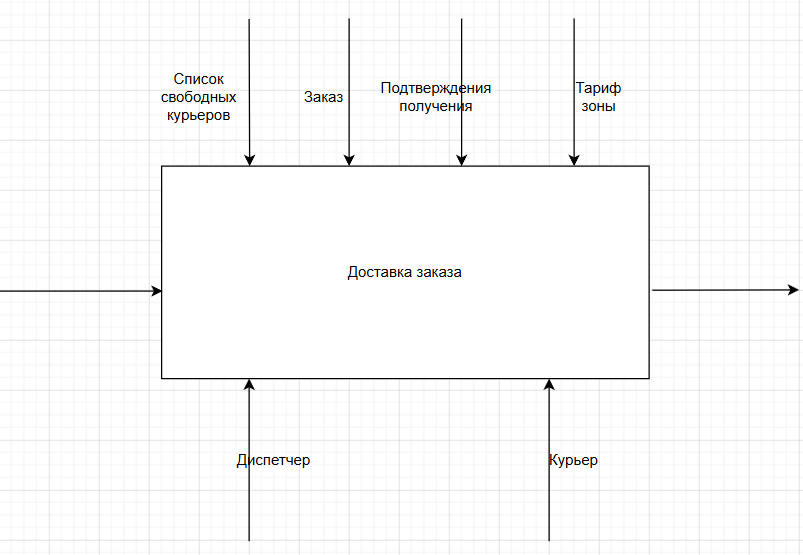 Список
свободных
курьеров
Заказ
Подтверждения
получения
Тариф
зоны
Доставка заказа
Диспетчер
Курьер